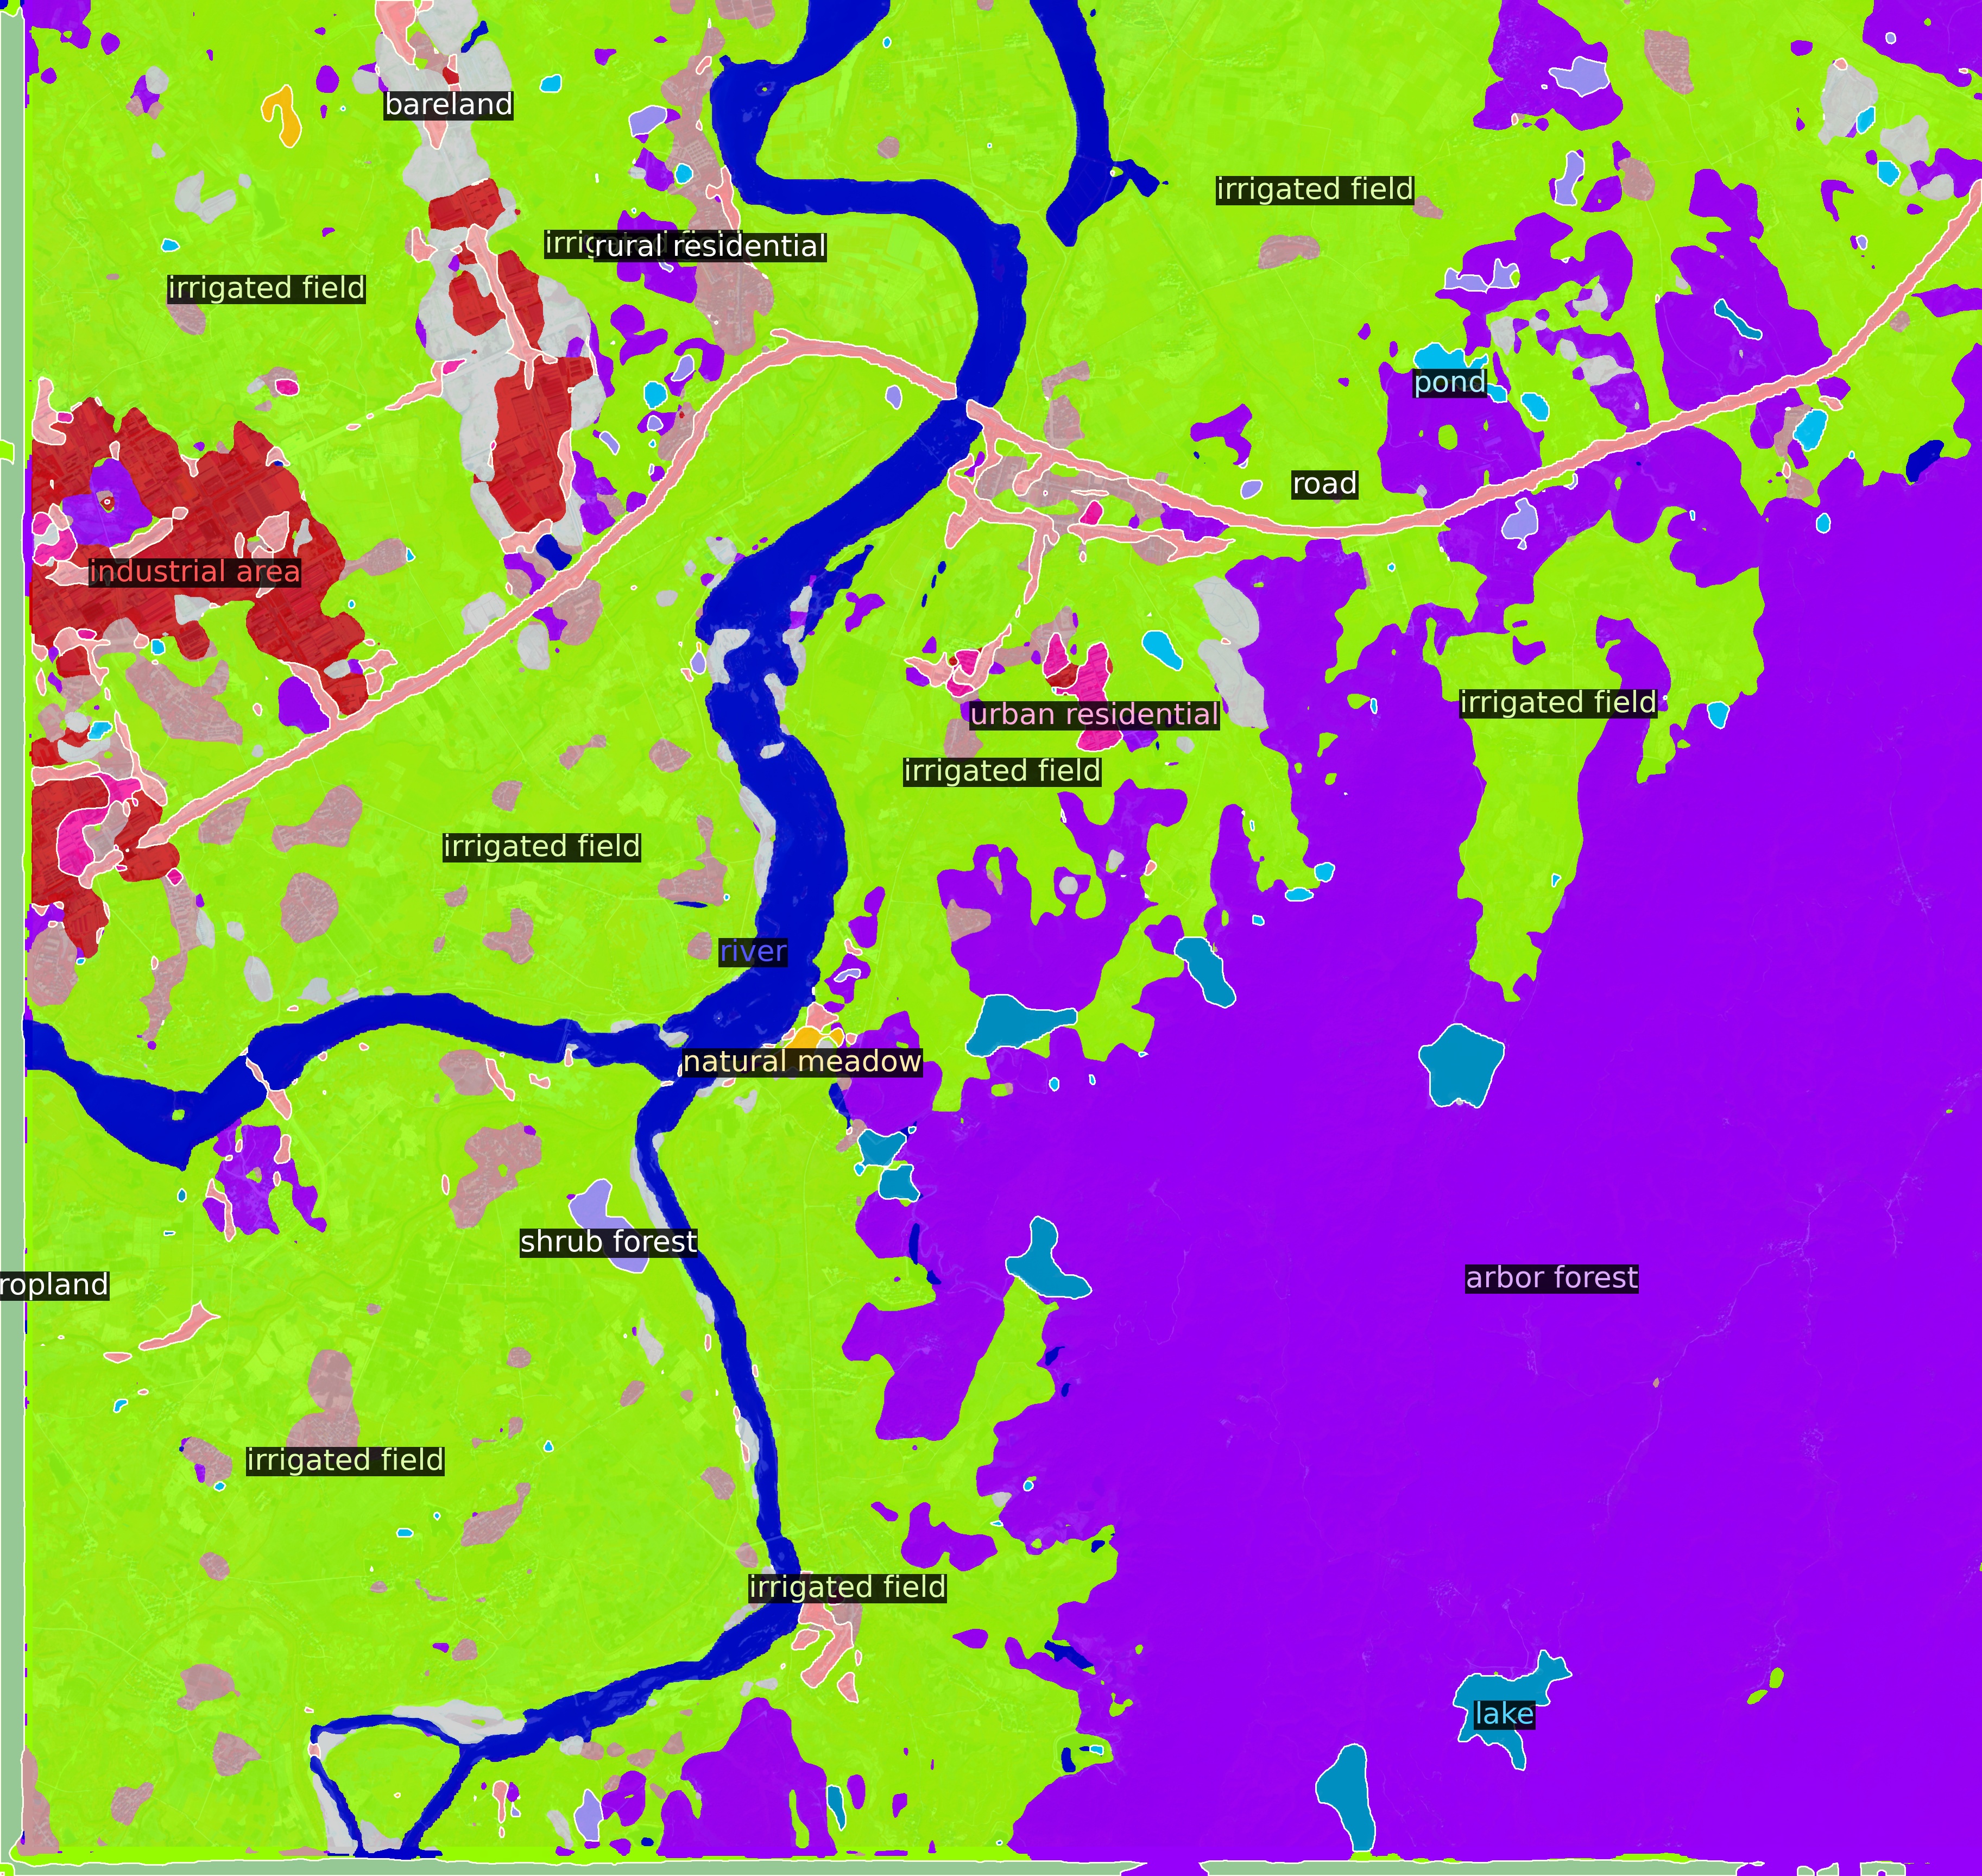 bareland
irrigated field
rural residential
irrigated field
pond
road
industrial area
irrigated field
urban residential
irrigated field
irrigated field
river
natural meadow
shrub forest
arbor forest
ropland
irrigated field
irrigated field
lake